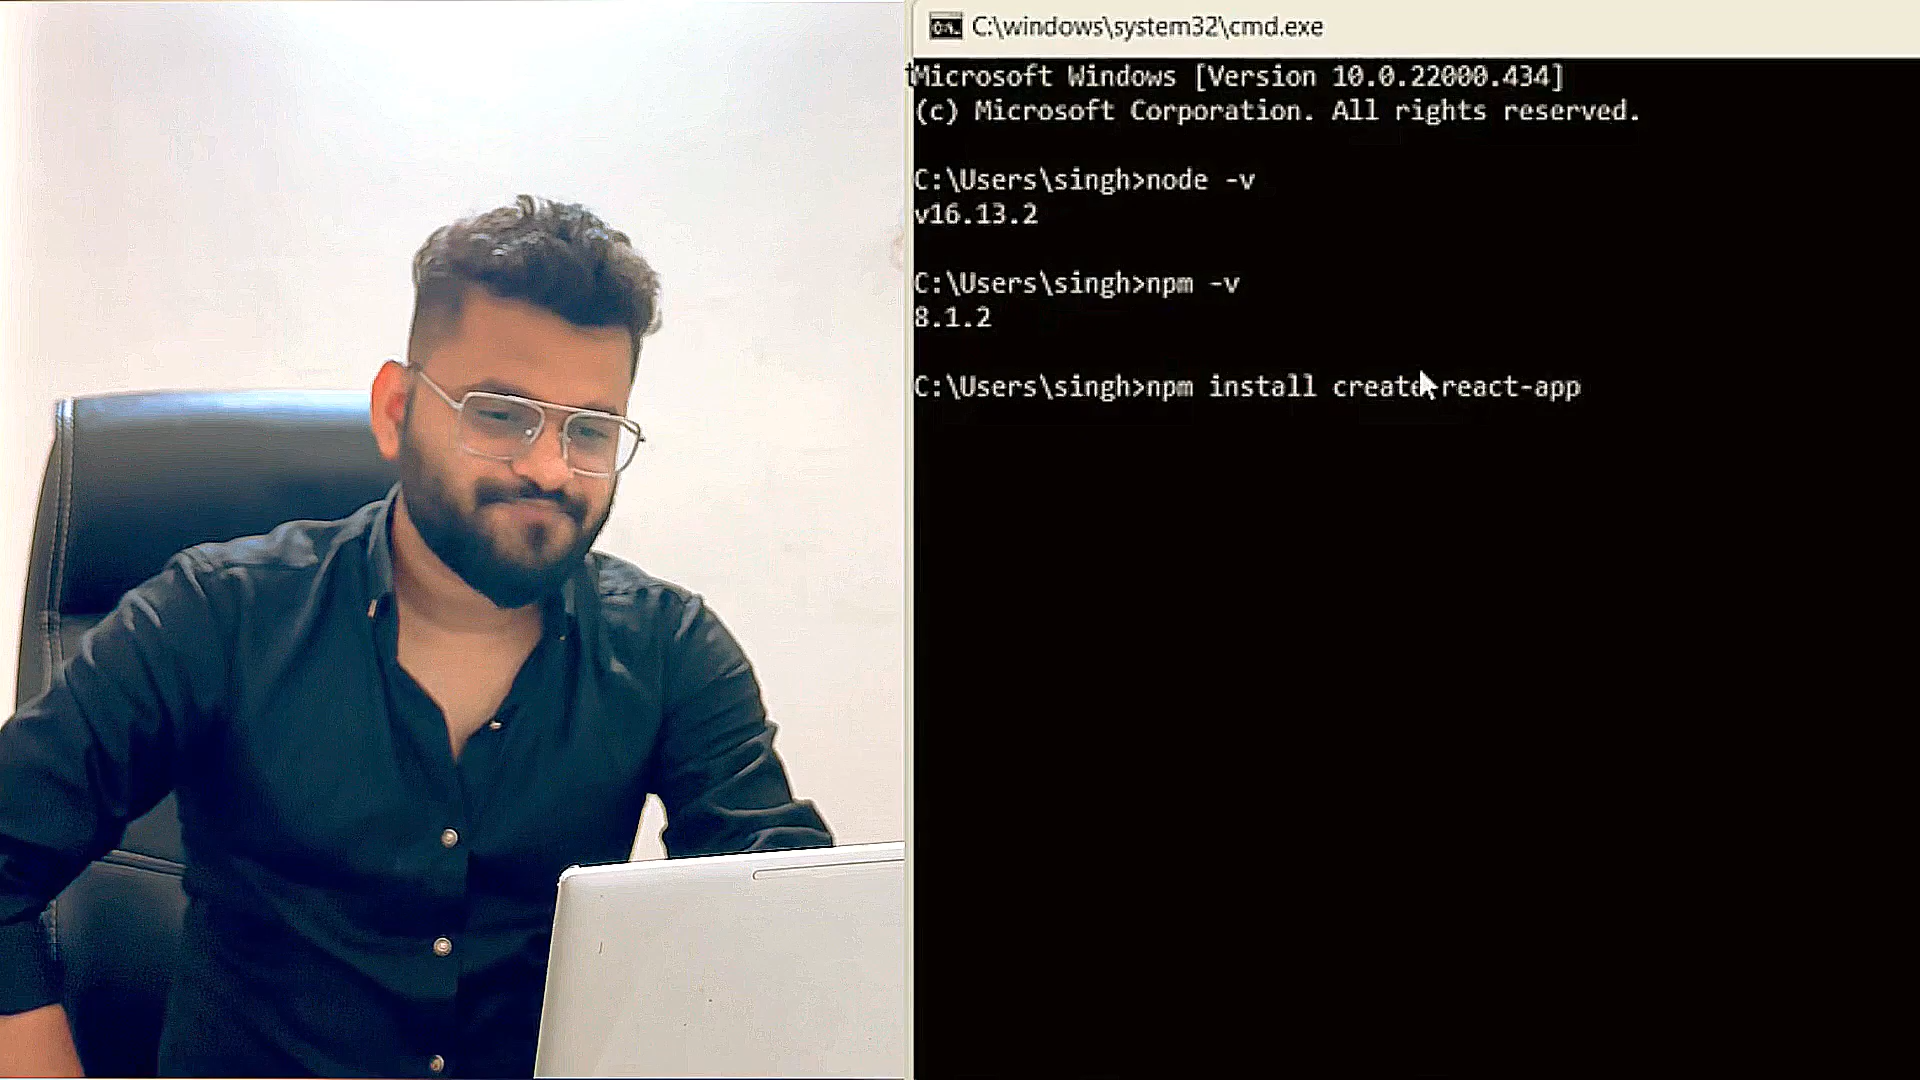 C:\windows\system32\cmd.exe
Microsoft Windows [Version 10.0.22000.434]
(c) Microsoft Corporation. All rights reserved.
C:\Users\singh>node -v
v16.13.2
C:\Users\singh>npm -v
8.1.2
C:\Users\singh>npm install create-react-app